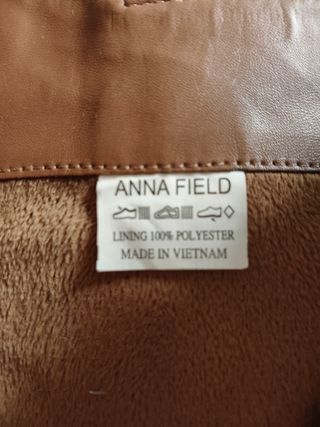 ANNA FIELD
LINING 100% POLYESTER
MADE IN VIETNAM